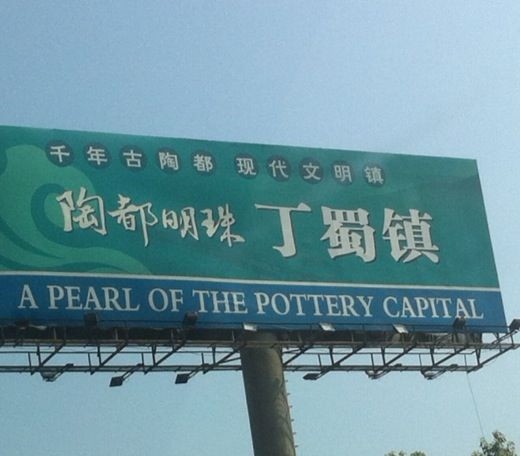 千年古陶都 现代文明镇
陶都明珠 丁蜀镇
A PEARL OF THE POTTERY CAPITAL